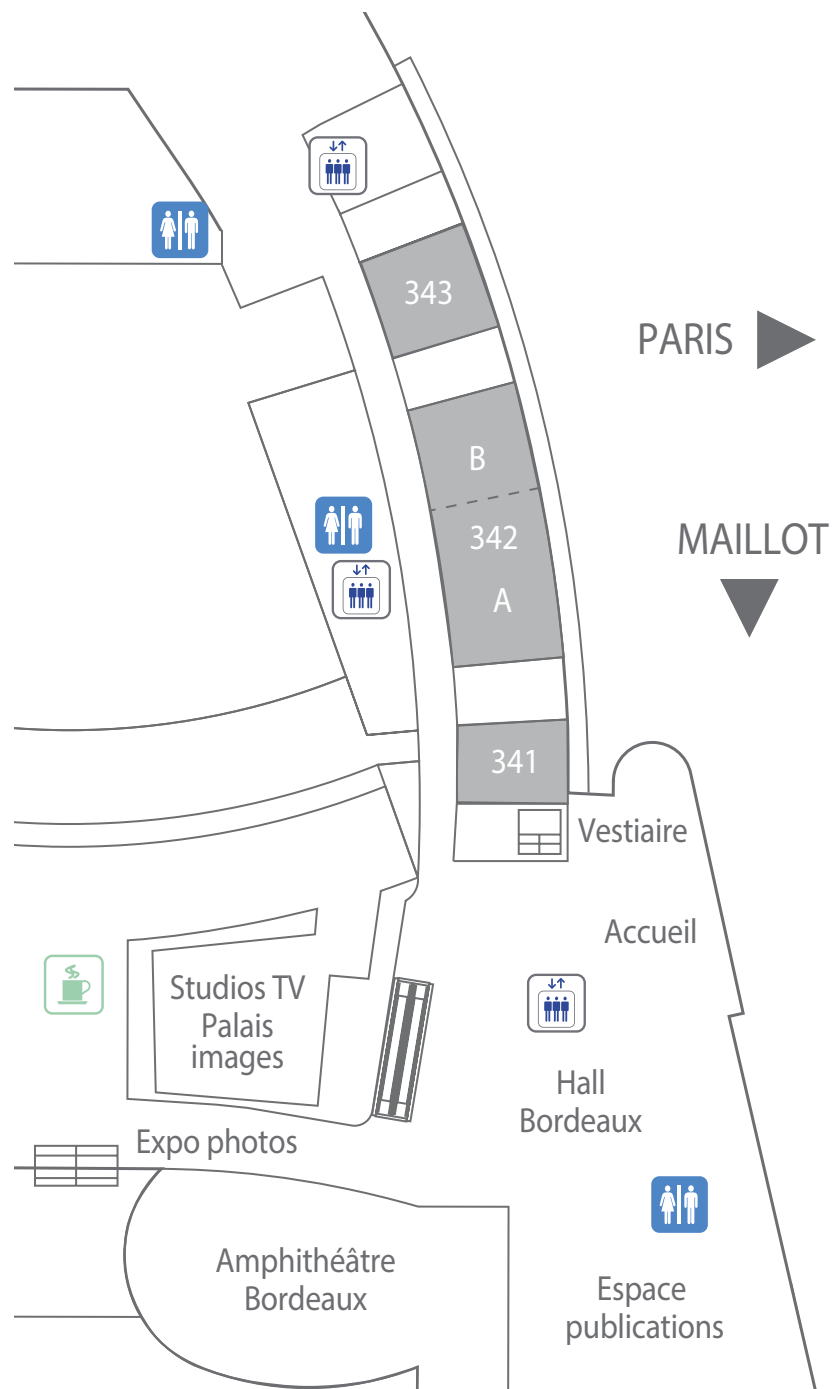 343
PARIS
B
342
MAILLOT
A
341
Vestiaire
Accueil
Studios TV
Palais
images
Hall
Bordeaux
Expo photos
Amphithéâtre
Bordeaux
Espace
publications